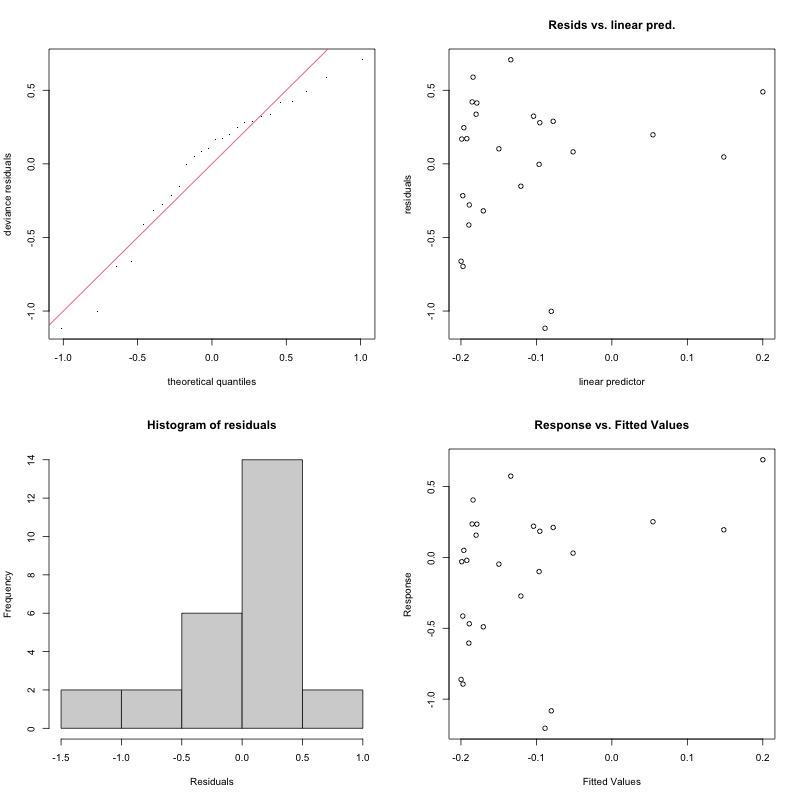 deviance residuals
0.5
0.0
-0.5
-1.0
-1.0 -0.5 0.0 0.5 1.0
theoretical quantiles
Resids vs. linear pred.
residuals
0.5
0.0
-0.5
-1.0
-0.2 -0.1 0.0 0.1 0.2
linear predictor
Histogram of residuals
Frequency
14
12
10
8
6
4
2
0
-1.5 -1.0 -0.5 0.0 0.5 1.0
Residuals
Response vs. Fitted Values
Response
0.5
0.0
-0.5
-1.0
-0.2 -0.1 0.0 0.1 0.2
Fitted Values